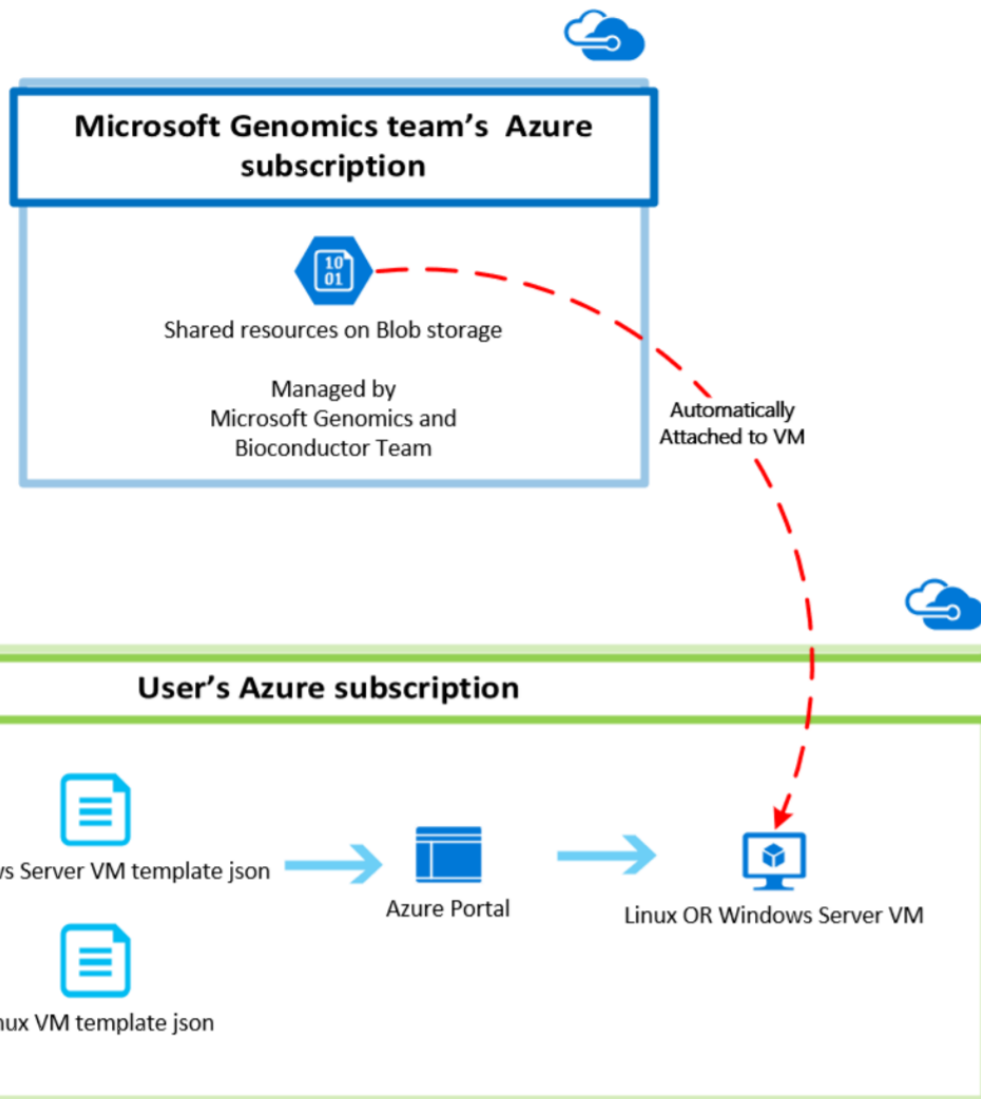 Microsoft Genomics team's Azure
subscription
10
01
Shared resources on Blob storage
Managed by
Microsoft Genomics and
Bioconductor Team
Automatically
Attached to VM
User's Azure subscription
Server VM template json
Azure Portal
Linux OR Windows Server VM
VM template json